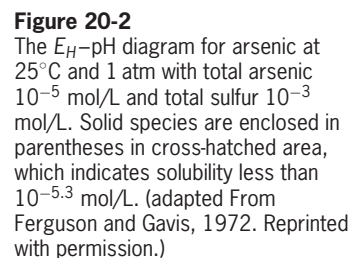 Figure 20-2
The E_H–pH diagram for arsenic at
25°C and 1 atm with total arsenic
10⁻⁵ mol/L and total sulfur 10⁻³
mol/L. Solid species are enclosed in
parentheses in cross-hatched area,
which indicates solubility less than
10⁻⁵·³ mol/L. (adapted From
Ferguson and Gavis, 1972. Reprinted
with permission.)